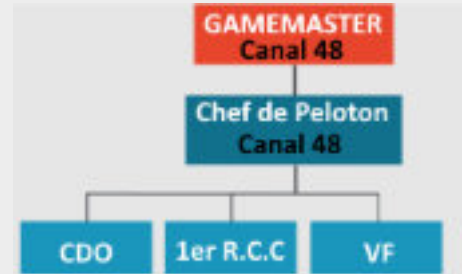 GAMEMASTER
Canal 48
Chef de Peloton
Canal 48
CDO
1er R.C.C
VF